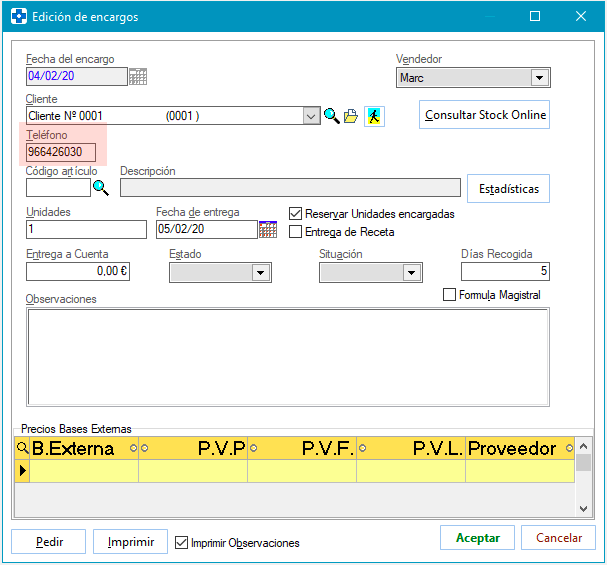 Edición de encargos
Fecha del encargo
Vendedor
04/02/20
Marc
Cliente
Cliente Nº 0001 (0001 )
Consultar Stock Online
Teléfono
966426030
Código artículo
Descripción
Estadísticas
Unidades
Fecha de entrega
Reservar Unidades encargadas
1
05/02/20
Entrega de Receta
Entrega a Cuenta
Estado
Situación
Días Recogida
0,00 €
5
Formula Magistral
Observaciones
Precios Bases Externas
B.Externa P.V.P P.V.F. P.V.L. Proveedor
Pedir
Imprimir
Imprimir Observaciones
Aceptar
Cancelar